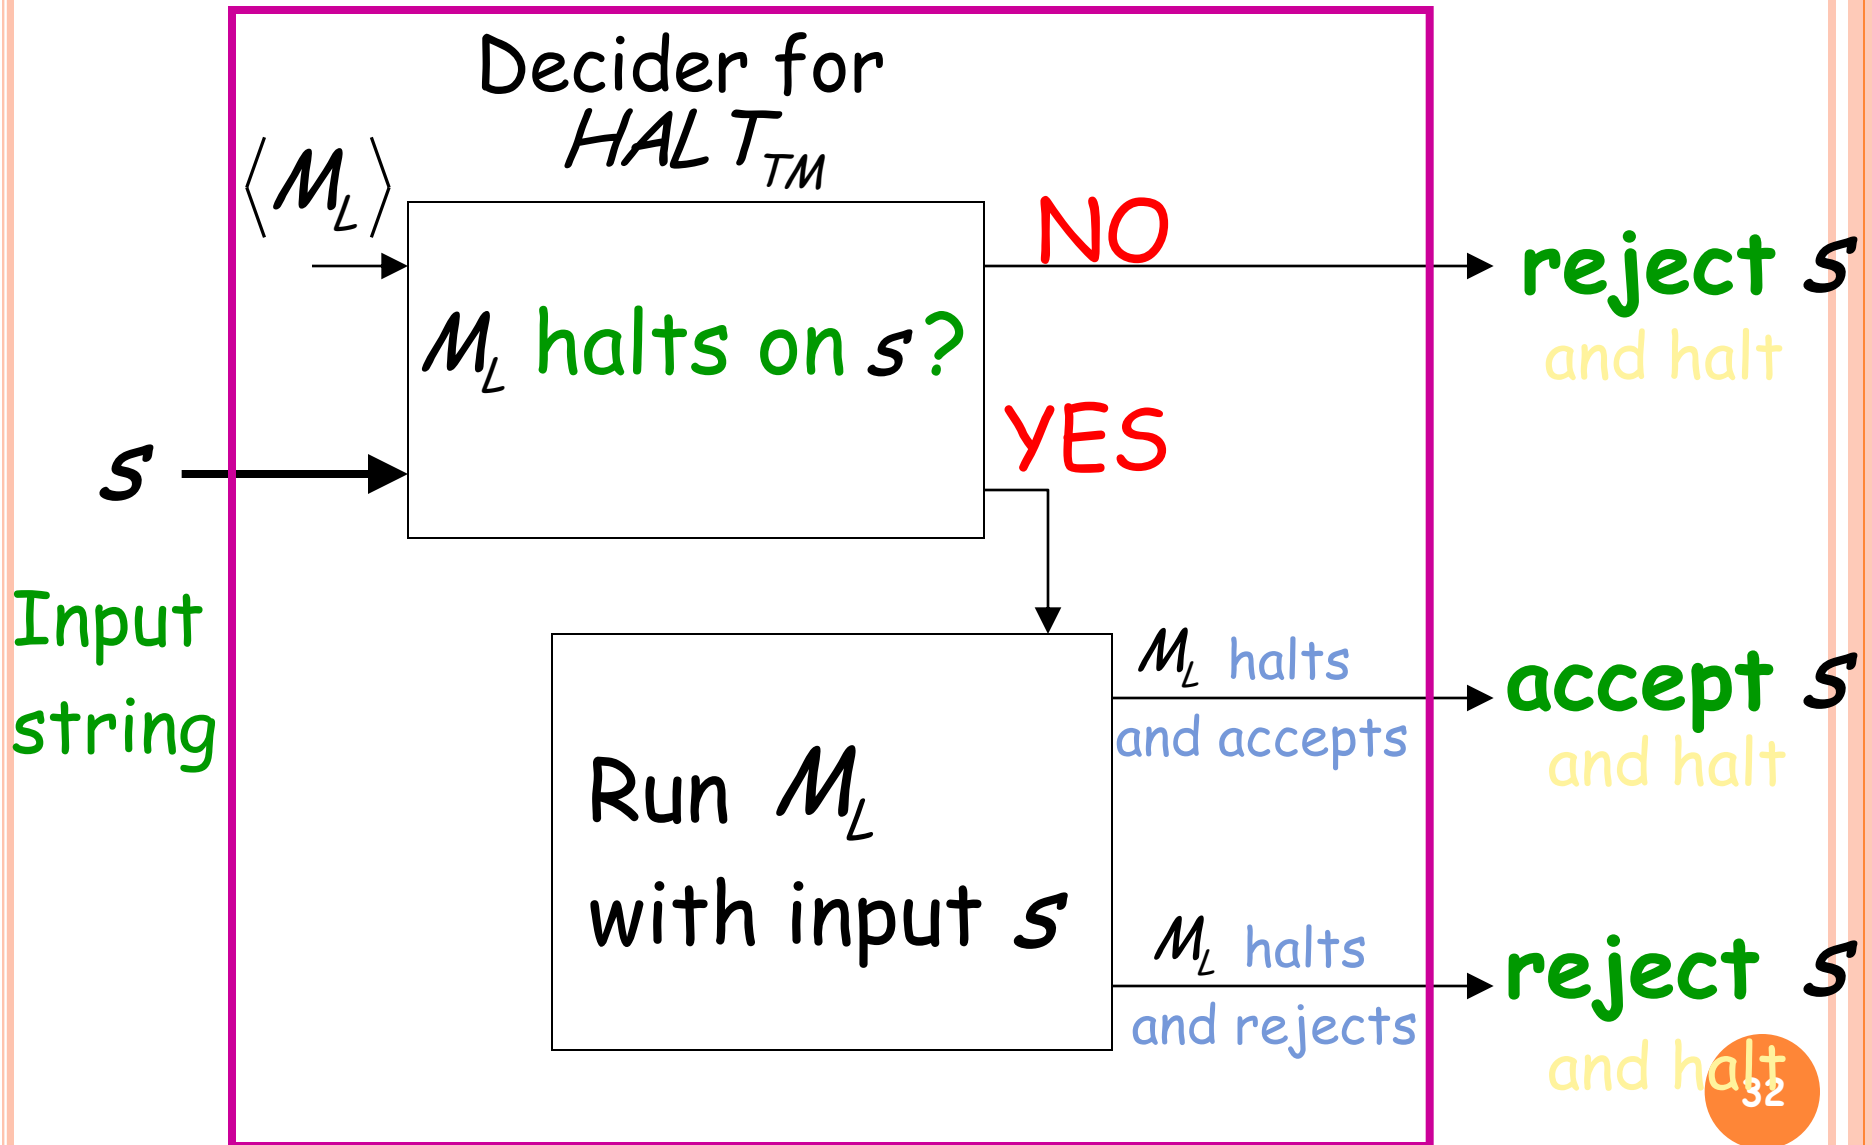 Decider for
HALT_TM
⟨M_L⟩
NO
reject s
and halt
M_L halts on s ?
YES
s
Input
string
M_L halts
and accepts
accept s
and halt
Run M_L
with input s
M_L halts
and rejects
reject s
and halt
32